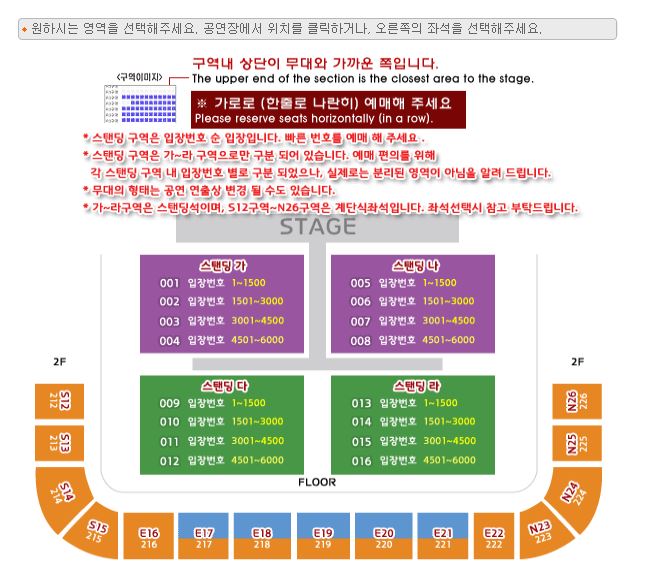 원하시는 영역을 선택해주세요. 공연장에서 위치를 클릭하거나, 오른쪽의 좌석을 선택해주세요.
구역내 상단이 무대와 가까운 쪽입니다.
<구역이미지>
The upper end of the section is the closest area to the stage.
※ 가로로 (한줄로 나란히) 예매해 주세요
Please reserve seats horizontally (in a row).
* 스탠딩 구역은 입장번호 순 입장입니다. 빠른 번호를 예매 해 주세요 .
* 스탠딩 구역은 가~라 구역으로만 구분 되어 있습니다. 예매 편의를 위해
각 스탠딩 구역 내 입장번호 별로 구분 되었으나, 실제로는 분리된 영역이 아님을 알려 드립니다.
* 무대의 형태는 공연 연출상 변경 될 수도 있습니다.
* 가~라구역은 스탠딩석이며, S12구역~N26구역은 계단식좌석입니다. 좌석선택시 참고 부탁드립니다.
STAGE
스탠딩 가
001 입장번호 1~1500
002 입장번호 1501~3000
003 입장번호 3001~4500
004 입장번호 4501~6000
스탠딩 나
005 입장번호 1~1500
006 입장번호 1501~3000
007 입장번호 3001~4500
008 입장번호 4501~6000
스탠딩 다
009 입장번호 1~1500
010 입장번호 1501~3000
011 입장번호 3001~4500
012 입장번호 4501~6000
스탠딩 라
013 입장번호 1~1500
014 입장번호 1501~3000
015 입장번호 3001~4500
016 입장번호 4501~6000
FLOOR
2F
S12
212
S13
213
S14
214
S15
215
E16
216
E17
217
E18
218
E19
219
E20
220
E21
221
E22
222
N23
223
N24
224
N25
225
N26
226
2F